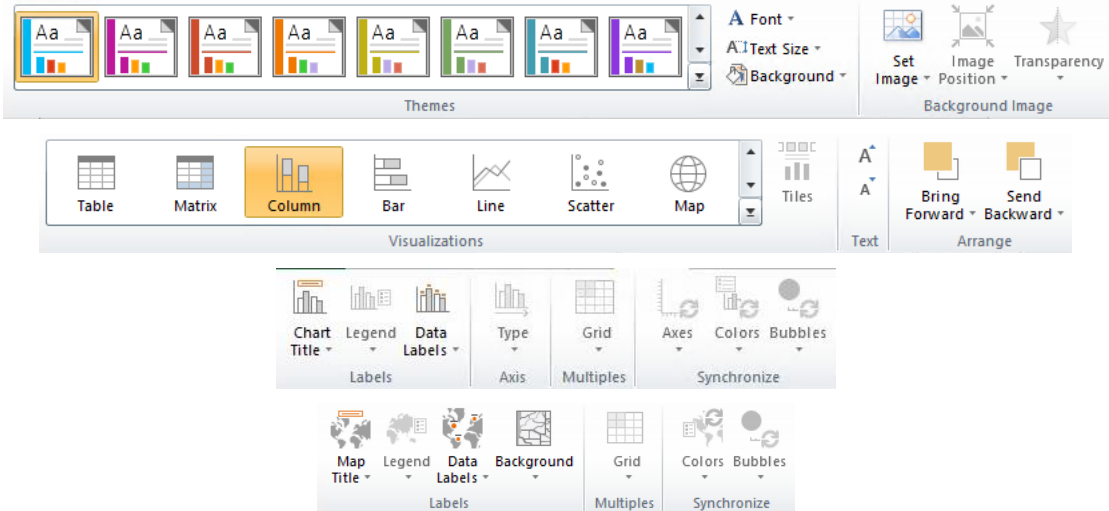 Aa Aa Aa Aa Aa Aa Aa Aa
A Font
A Text Size
Background
Set Image
Image Position
Transparency
Themes
Background Image
Table Matrix Column Bar Line Scatter Map
Tiles
A
A
Bring Forward
Send Backward
Visualizations
Text
Arrange
Chart Title
Legend
Data Labels
Type
Grid
Axes
Colors
Bubbles
Labels
Axis
Multiples
Synchronize
Map Title
Legend
Data Labels
Background
Grid
Colors
Bubbles
Labels
Multiples
Synchronize